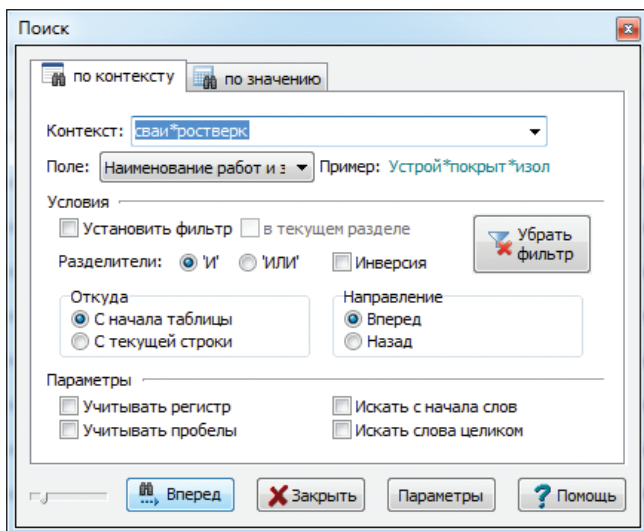 Поиск
по контексту по значению
Контекст: сваи*ростверк
Поле: Наименование работ и з Пример: Устрой*покрыт*изол
Условия
Установить фильтр в текущем разделе Убрать фильтр
Разделители: 'И' 'ИЛИ' Инверсия
Откуда Направление
С начала таблицы Вперед
С текущей строки Назад
Параметры
Учитывать регистр Искать с начала слов
Учитывать пробелы Искать слова целиком
Вперед Закрыть Параметры Помощь